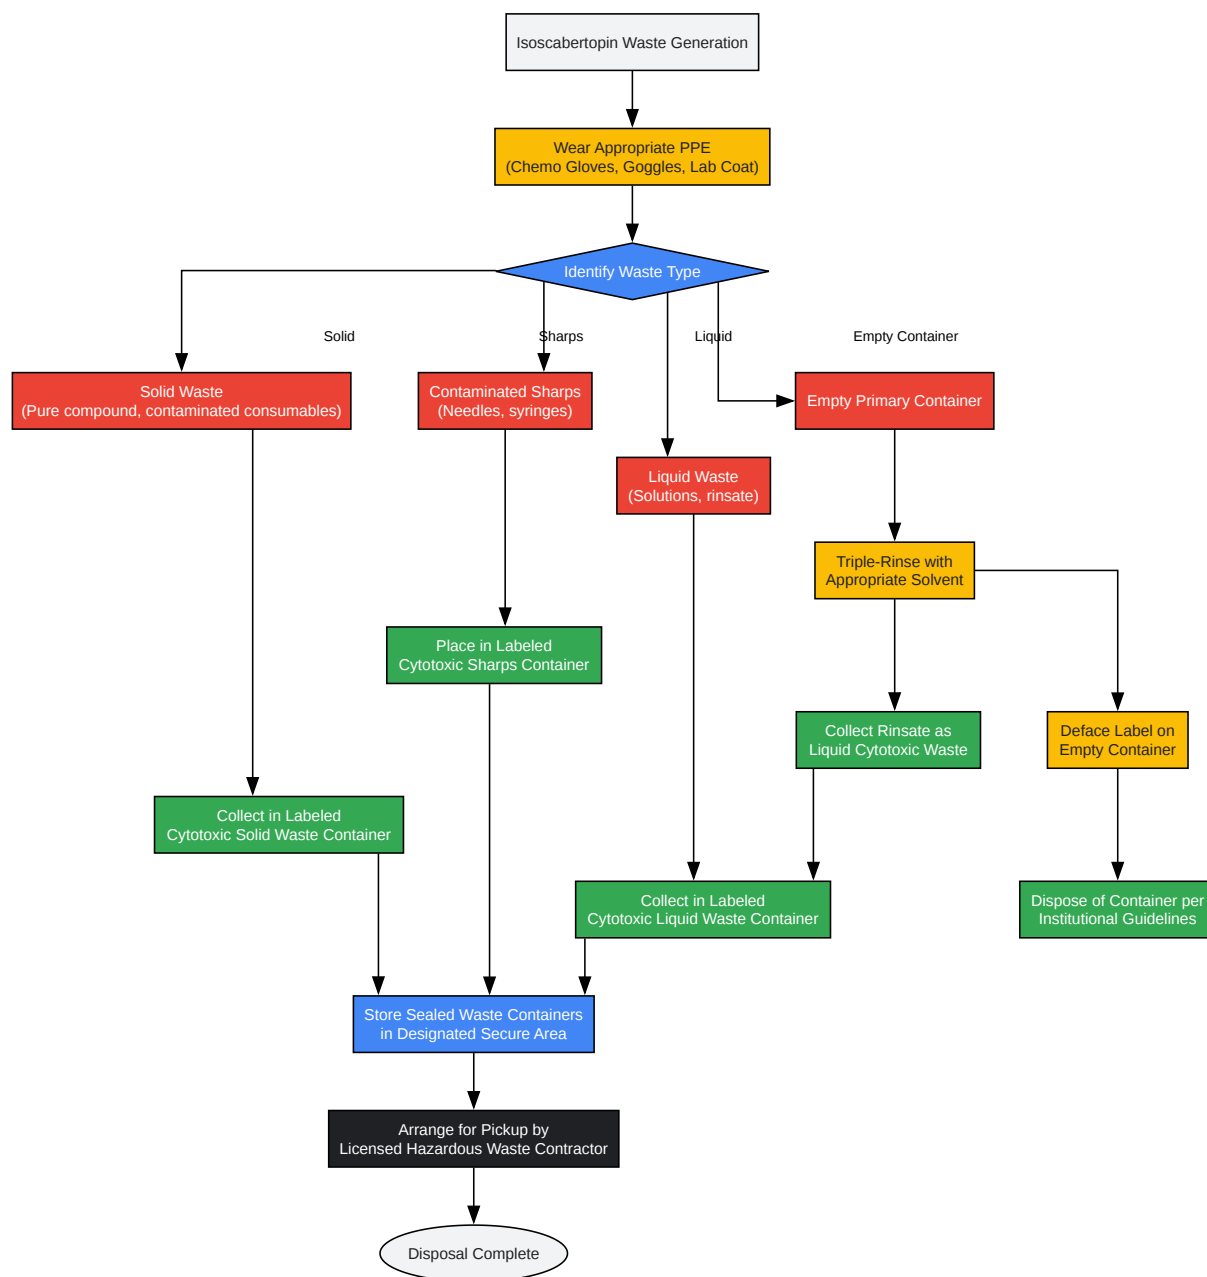 Isoscabertopin Waste Generation
Wear Appropriate PPE
(Chemo Gloves, Goggles, Lab Coat)
Identify Waste Type
Solid
Sharps
Liquid
Empty Container
Solid Waste
(Pure compound, contaminated consumables)
Contaminated Sharps
(Needles, syringes)
Empty Primary Container
Liquid Waste
(Solutions, rinsate)
Triple-Rinse with
Appropriate Solvent
Place in Labeled
Cytotoxic Sharps Container
Collect Rinsate as
Liquid Cytotoxic Waste
Deface Label on
Empty Container
Collect in Labeled
Cytotoxic Solid Waste Container
Collect in Labeled
Cytotoxic Liquid Waste Container
Dispose of Container per
Institutional Guidelines
Store Sealed Waste Containers
in Designated Secure Area
Arrange for Pickup by
Licensed Hazardous Waste Contractor
Disposal Complete